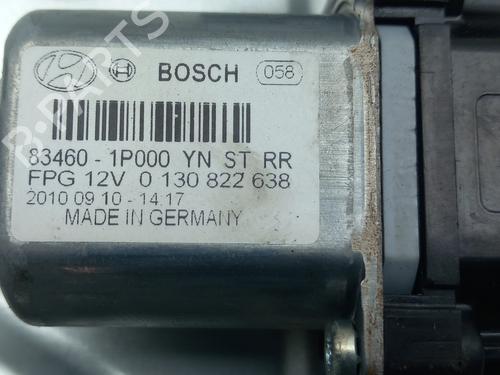 BOSCH 058
83460 - 1P000 YN ST RR
FPG 12V 0 130 822 638
2010 09 10 - 14:17
MADE IN GERMANY
R-PARTS